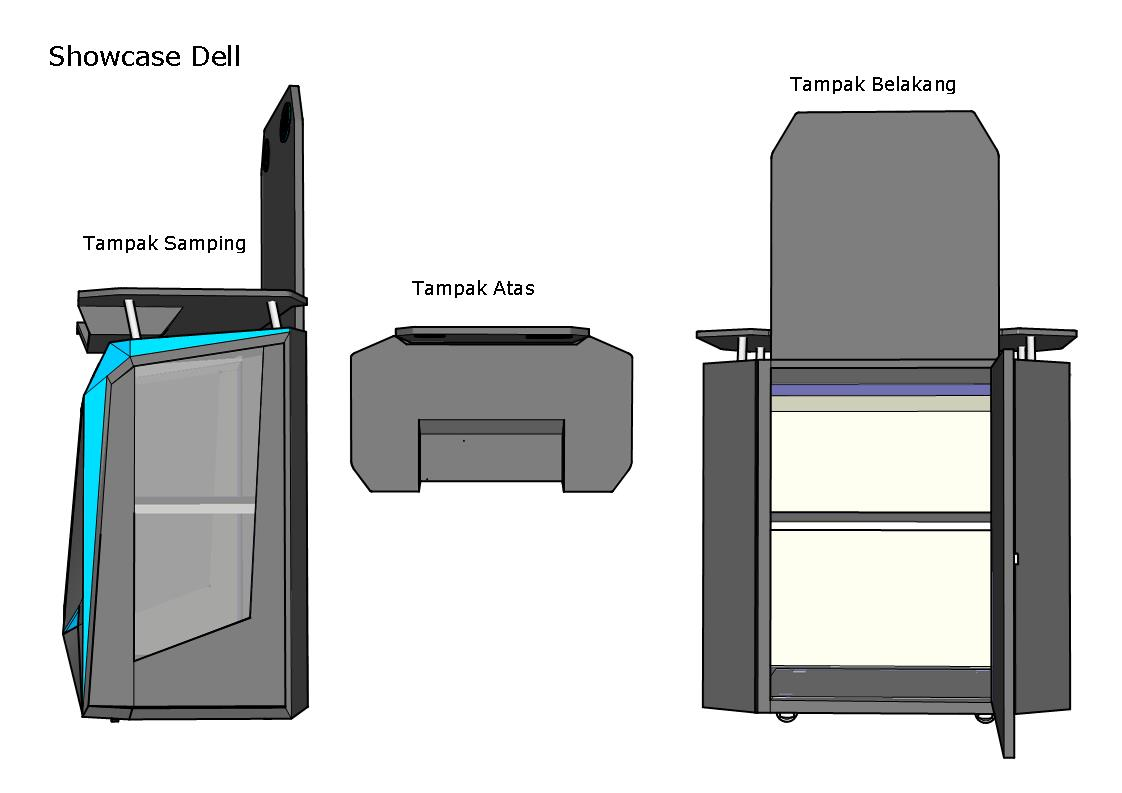 Showcase Dell
Tampak Belakang
Tampak Samping
Tampak Atas